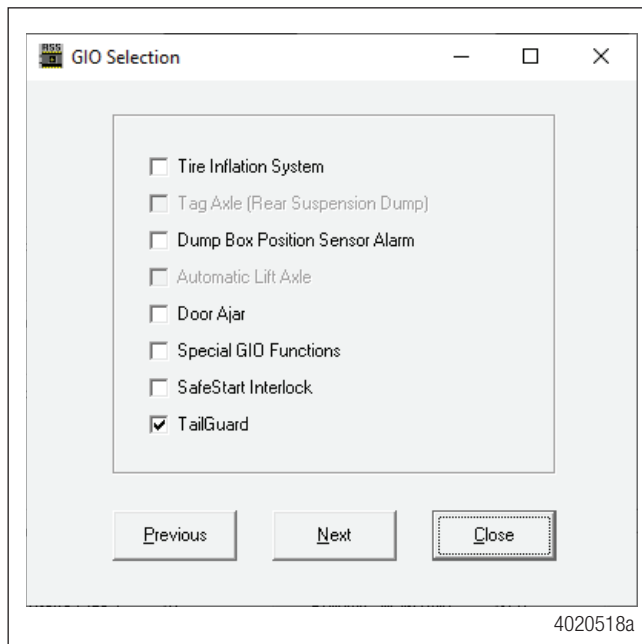 RSS
GIO Selection
Tire Inflation System
Tag Axle (Rear Suspension Dump)
Dump Box Position Sensor Alarm
Automatic Lift Axle
Door Ajar
Special GIO Functions
SafeStart Interlock
TailGuard
Previous
Next
Close
4020518a